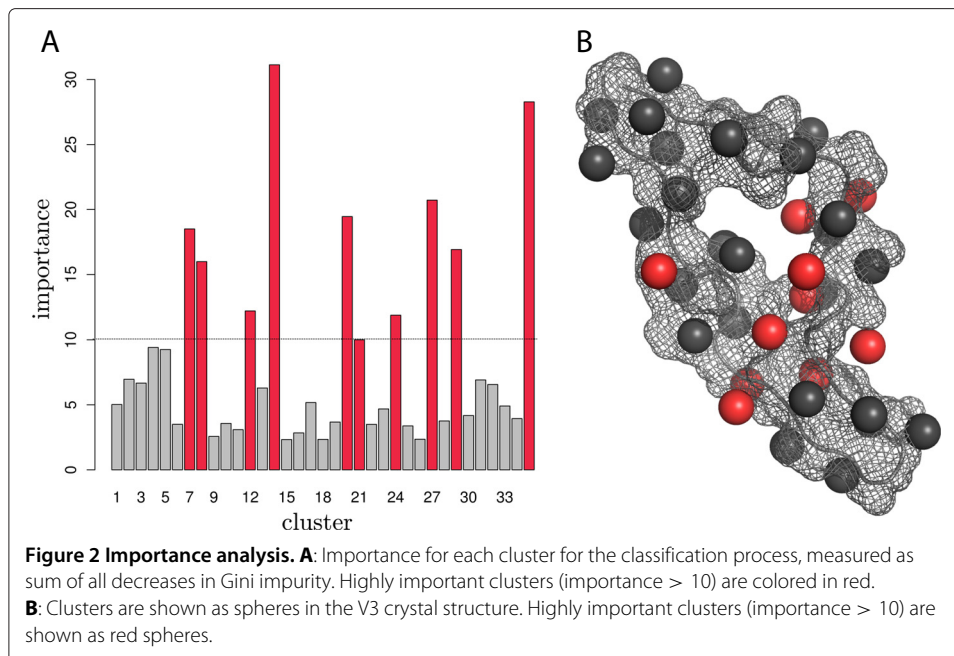 A
B
30
25
20
15
10
5
0
importance
1 3 5 7 9 12 15 18 21 24 27 30 33
cluster
Figure 2 Importance analysis. A: Importance for each cluster for the classification process, measured as
sum of all decreases in Gini impurity. Highly important clusters (importance > 10) are colored in red.
B: Clusters are shown as spheres in the V3 crystal structure. Highly important clusters (importance > 10) are
shown as red spheres.